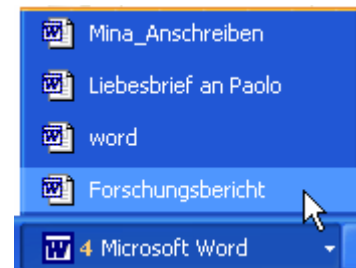 Mina_Anschreiben
Liebesbrief an Paolo
word
Forschungsbericht
4 Microsoft Word